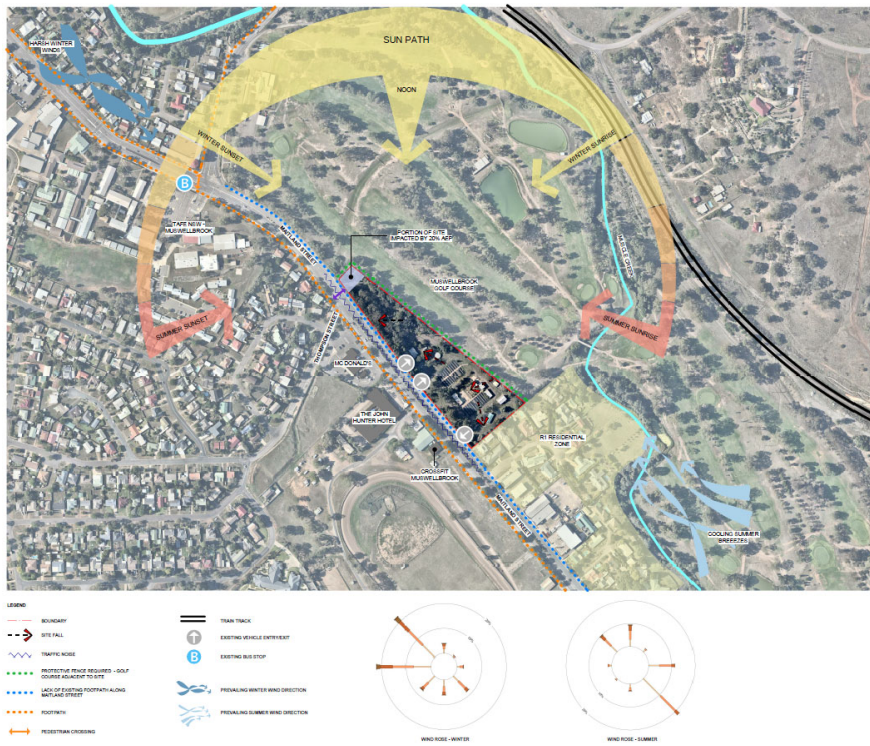 SUN PATH
HARSH WINTER
WINDS
NOON
WINTER SUNSET
WINTER SUNRISE
B
TAFE NSW -
MUSWELLBROOK
MAITLAND STREET
PORTION OF SITE
IMPACTED BY 20% AEP
MUSCLE CREEK
MUSWELLBROOK
GOLF COURSE
SUMMER SUNSET
SUMMER SUNRISE
THOMPSON STREET
MC DONALD'S
THE JOHN
HUNTER HOTEL
R1 RESIDENTIAL
ZONE
CROSSFIT
MUSWELLBROOK
MAITLAND STREET
COOLING SUMMER
BREEZES
LEGEND
BOUNDARY
SITE FALL
TRAFFIC NOISE
PROTECTIVE FENCE REQUIRED - GOLF
COURSE ADJACENT TO SITE
LACK OF EXISTING FOOTPATH ALONG
MAITLAND STREET
FOOTPATH
PEDESTRIAN CROSSING
TRAIN TRACK
EXISTING VEHICLE ENTRY/EXIT
B
EXISTING BUS STOP
PREVAILING WINTER WIND DIRECTION
PREVAILING SUMMER WIND DIRECTION
WIND ROSE - WINTER
WIND ROSE - SUMMER